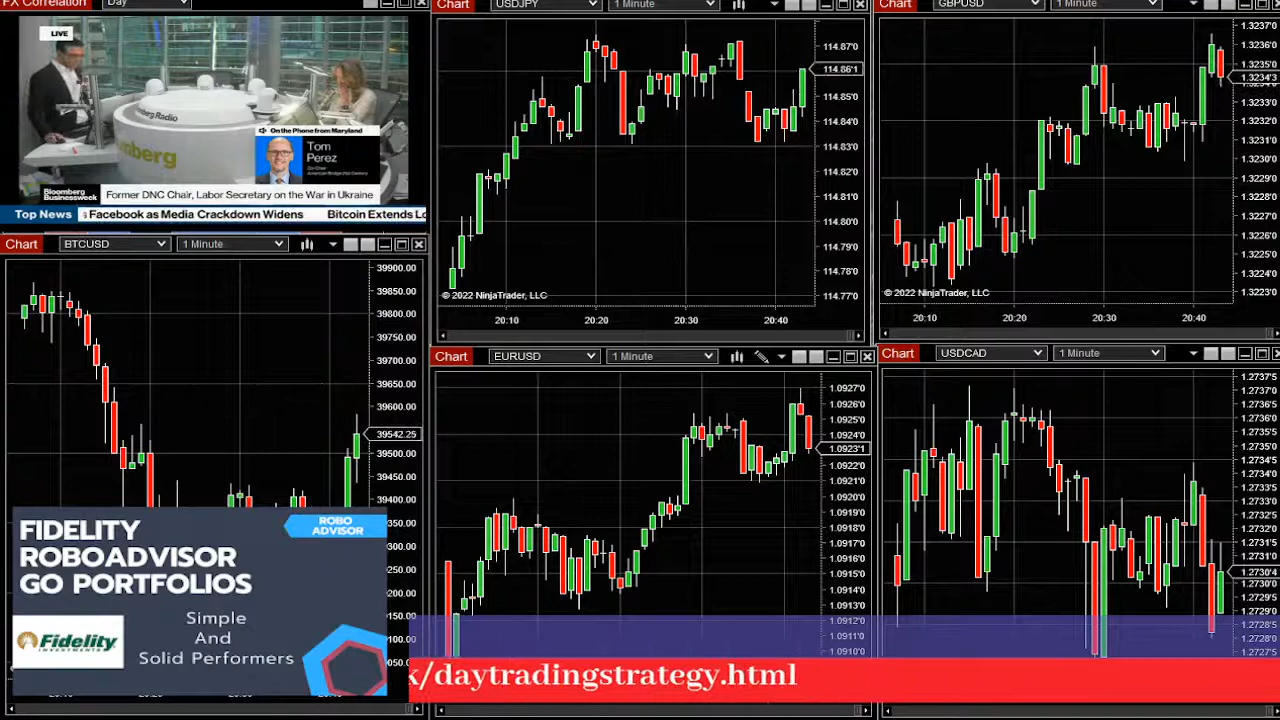 FX Correlation
Day
LIVE
Bloomberg Radio
On the Phone from Maryland
Tom
Perez
Former DNC Chair, Labor Secretary on the War in Ukraine
Bloomberg
Businessweek
Top News
Facebook as Media Crackdown Widens
Bitcoin Extends Lo
Chart
USDJPY
1 Minute
114.87'0
114.86'1
114.85'0
114.84'0
114.83'0
114.82'0
114.81'0
114.80'0
114.79'0
114.78'0
114.77'0
© 2022 NinjaTrader, LLC
20:10
20:20
20:30
20:40
Chart
GBPUSD
1 Minute
1.3237'0
1.3236'0
1.3235'0
1.3234'3
1.3233'0
1.3232'0
1.3230'0
1.3229'0
1.3228'0
1.3227'0
1.3226'0
1.3225'0
1.3224'0
1.3223'0
© 2022 NinjaTrader, LLC
20:10
20:20
20:30
20:40
Chart
BTCUSD
1 Minute
39900.00
39850.00
39800.00
39750.00
39700.00
39650.00
39600.00
39542.25
39500.00
39450.00
39400.00
FIDELITY
ROBOADVISOR
GO PORTFOLIOS
ROBO
ADVISOR
Simple
And
Solid Performers
Fidelity
INVESTMENTS
Chart
EURUSD
1 Minute
1.0927'0
1.0926'0
1.0924'0
1.0923'1
1.0922'0
1.0921'0
1.0920'0
1.0919'0
1.0918'0
1.0917'0
1.0916'0
1.0915'0
1.0914'0
1.0913'0
1.0912'0
1.0911'0
1.0910'0
Chart
USDCAD
1 Minute
1.2737'5
1.2736'5
1.2735'5
1.2735'0
1.2734'5
1.2734'0
1.2733'5
1.2733'0
1.2732'5
1.2732'0
1.2731'5
1.2730'4
1.2730'0
1.2729'0
1.2728'5
1.2728'0
1.2727'5
/daytradingstrategy.html